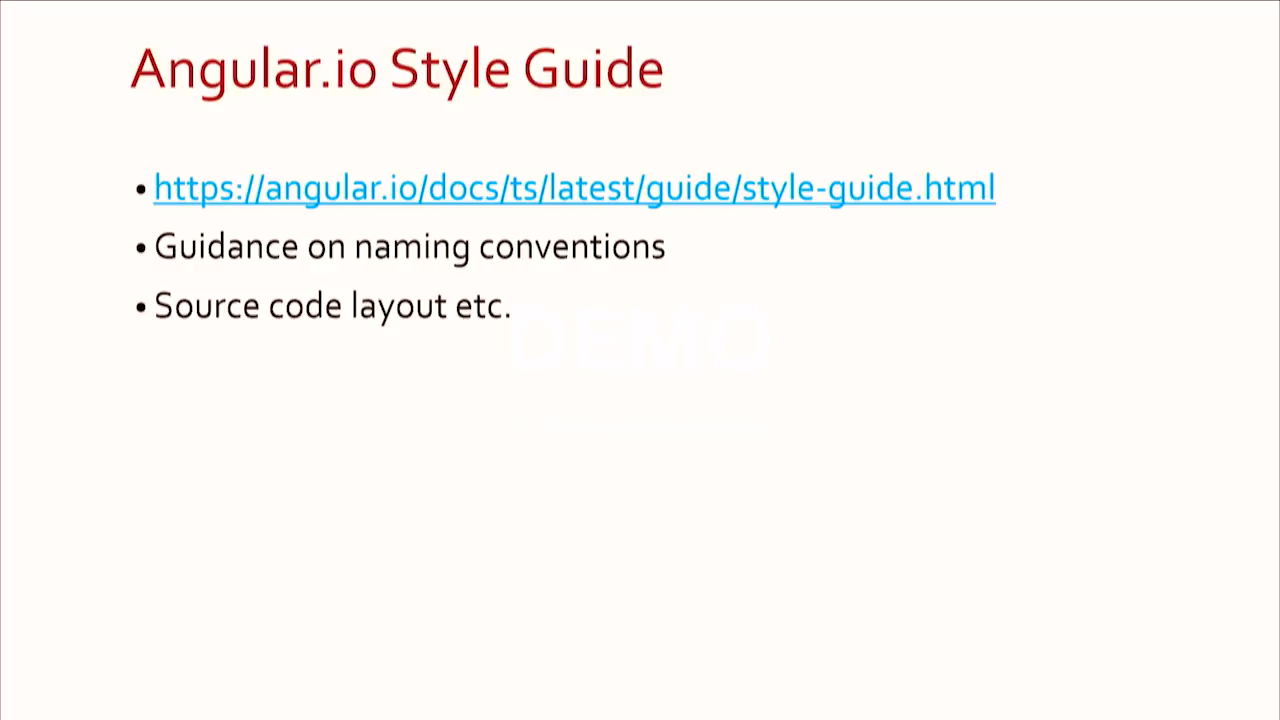 Angular.io Style Guide
• https://angular.io/docs/ts/latest/guide/style-guide.html
• Guidance on naming conventions
• Source code layout etc.
DEMO